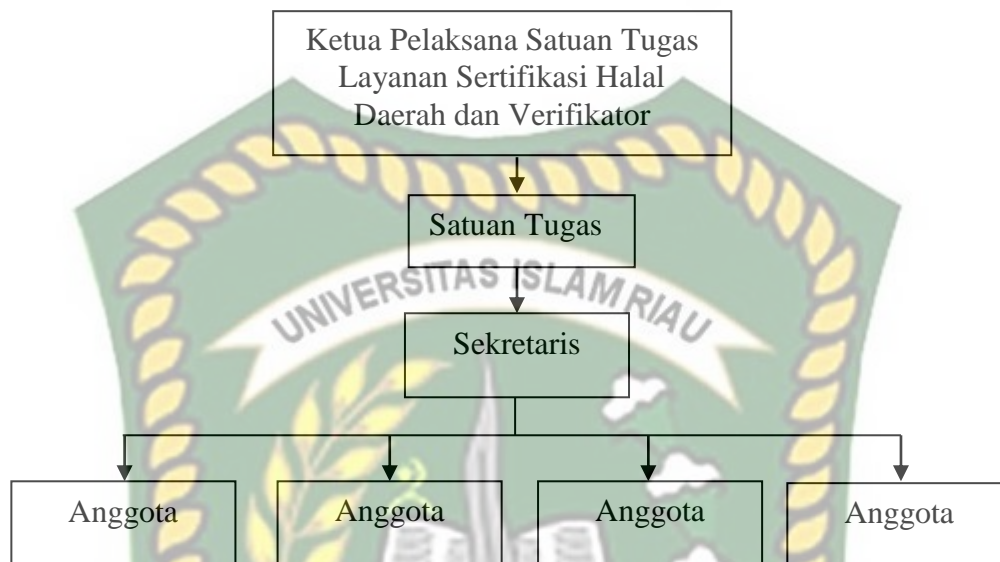 Ketua Pelaksana Satuan Tugas
Layanan Sertifikasi Halal
Daerah dan Verifikator
Satuan Tugas
UNIVERSITAS ISLAM RIAU
Sekretaris
Anggota
Anggota
Anggota
Anggota